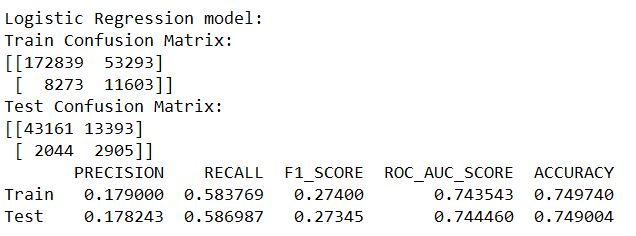 Logistic Regression model:
Train Confusion Matrix:
[[172839  53293]
 [  8273  11603]]
Test Confusion Matrix:
[[43161 13393]
 [ 2044  2905]]
       PRECISION    RECALL  F1_SCORE  ROC_AUC_SCORE  ACCURACY
Train   0.179000  0.583769   0.27400       0.743543  0.749740
Test    0.178243  0.586987   0.27345       0.744460  0.749004